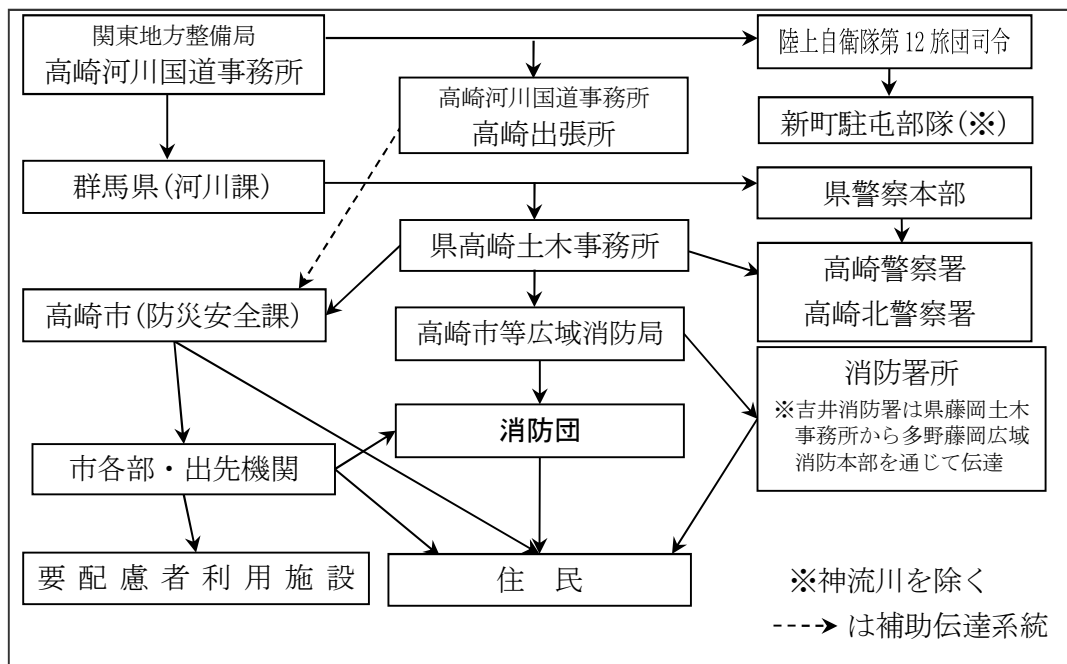 関東地方整備局
高崎河川国道事務所
陸上自衛隊第12旅団司令
高崎河川国道事務所
高崎出張所
新町駐屯部隊(※)
群馬県(河川課)
県警察本部
県高崎土木事務所
高崎警察署
高崎北警察署
高崎市(防災安全課)
高崎市等広域消防局
消防署所
※吉井消防署は県藤岡土木
事務所から多野藤岡広域
消防本部を通じて伝達
消防団
市各部・出先機関
要配慮者利用施設
住 民
※神流川を除く
は補助伝達系統